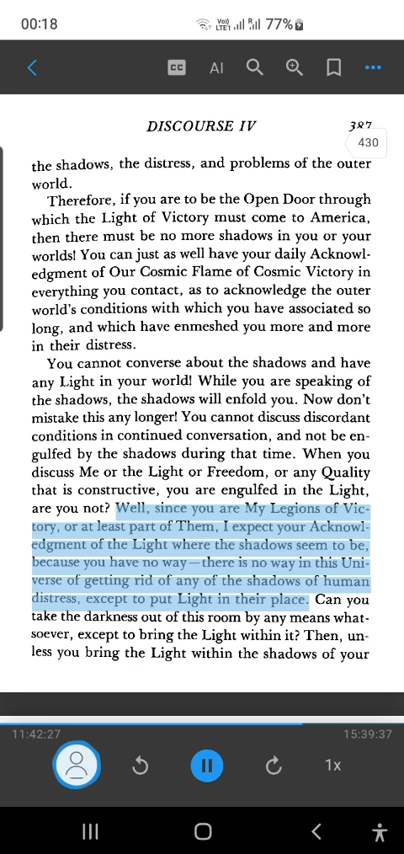 00:18
Vo)) LTE1 R 77%
CC AI
DISCOURSE IV 387
430
the shadows, the distress, and problems of the outer
world.
Therefore, if you are to be the Open Door through
which the Light of Victory must come to America,
then there must be no more shadows in you or your
worlds! You can just as well have your daily Acknowl-
edgment of Our Cosmic Flame of Cosmic Victory in
everything you contact, as to acknowledge the outer
world's conditions with which you have associated so
long, and which have enmeshed you more and more
in their distress.
You cannot converse about the shadows and have
any Light in your world! While you are speaking of
the shadows, the shadows will enfold you. Now don't
mistake this any longer! You cannot discuss discordant
conditions in continued conversation, and not be en-
gulfed by the shadows during that time. When you
discuss Me or the Light or Freedom, or any Quality
that is constructive, you are engulfed in the Light,
are you not? Well, since you are My Legions of Vic-
tory, or at least part of Them, I expect your Acknowl-
edgment of the Light where the shadows seem to be,
because you have no way—there is no way in this Uni-
verse of getting rid of any of the shadows of human
distress, except to put Light in their place. Can you
take the darkness out of this room by any means what-
soever, except to bring the Light within it? Then, un-
less you bring the Light within the shadows of your
11:42:27 15:39:37
1x